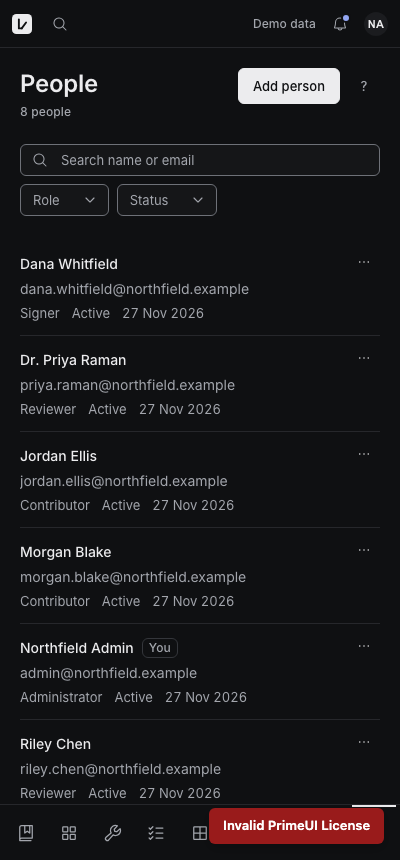 Demo data
NA
People
Add person
?
8 people
Search name or email
Role
Status
Dana Whitfield
...
dana.whitfield@northfield.example
Signer Active 27 Nov 2026
Dr. Priya Raman
...
priya.raman@northfield.example
Reviewer Active 27 Nov 2026
Jordan Ellis
...
jordan.ellis@northfield.example
Contributor Active 27 Nov 2026
Morgan Blake
...
morgan.blake@northfield.example
Contributor Active 27 Nov 2026
Northfield Admin You
...
admin@northfield.example
Administrator Active 27 Nov 2026
Riley Chen
...
riley.chen@northfield.example
Reviewer Active 27 Nov 2026
Invalid PrimeUI License